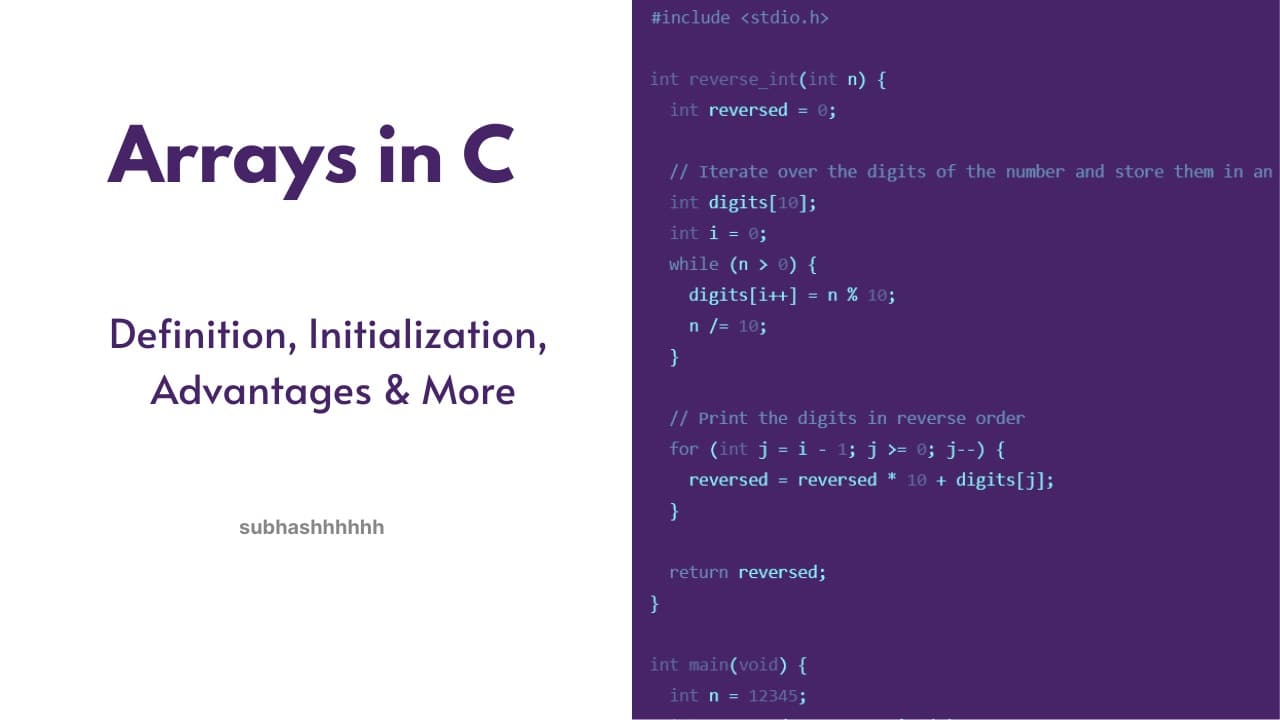 Arrays in C
Definition, Initialization,
Advantages & More
subhashhhhhh
#include <stdio.h>
int reverse_int(int n) {
int reversed = 0;
// Iterate over the digits of the number and store them in an
int digits[10];
int i = 0;
while (n > 0) {
digits[i++] = n % 10;
n /= 10;
}
// Print the digits in reverse order
for (int j = i - 1; j >= 0; j--) {
reversed = reversed * 10 + digits[j];
}
return reversed;
}
int main(void) {
int n = 12345;